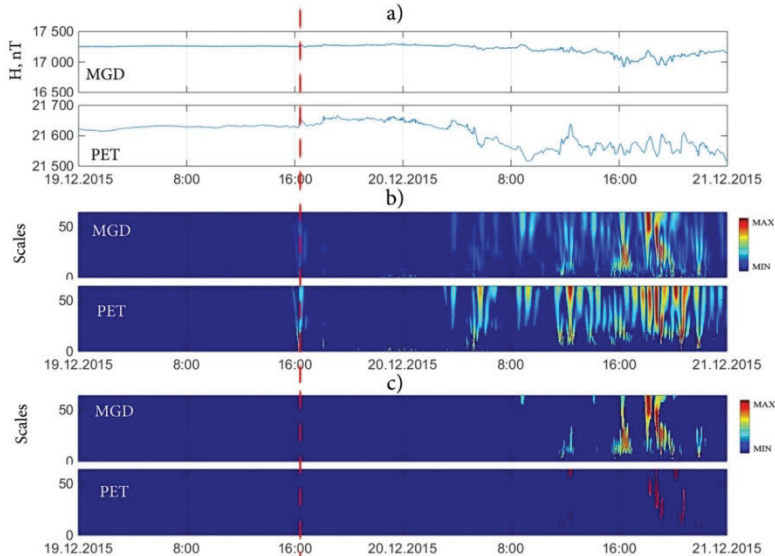 a)
17 500
H, nT
17 000
MGD
16 500
21 700
21 600
PET
21 500
19.12.2015 8:00 16:00 20.12.2015 8:00 16:00 21.12.2015
b)
50
MGD
MAX
Scales
MIN
0
50
PET
0
19.12.2015 8:00 16:00 20.12.2015 8:00 16:00 21.12.2015
c)
50
MGD
MAX
Scales
MIN
0
50
PET
0
19.12.2015 8:00 16:00 20.12.2015 8:00 16:00 21.12.2015